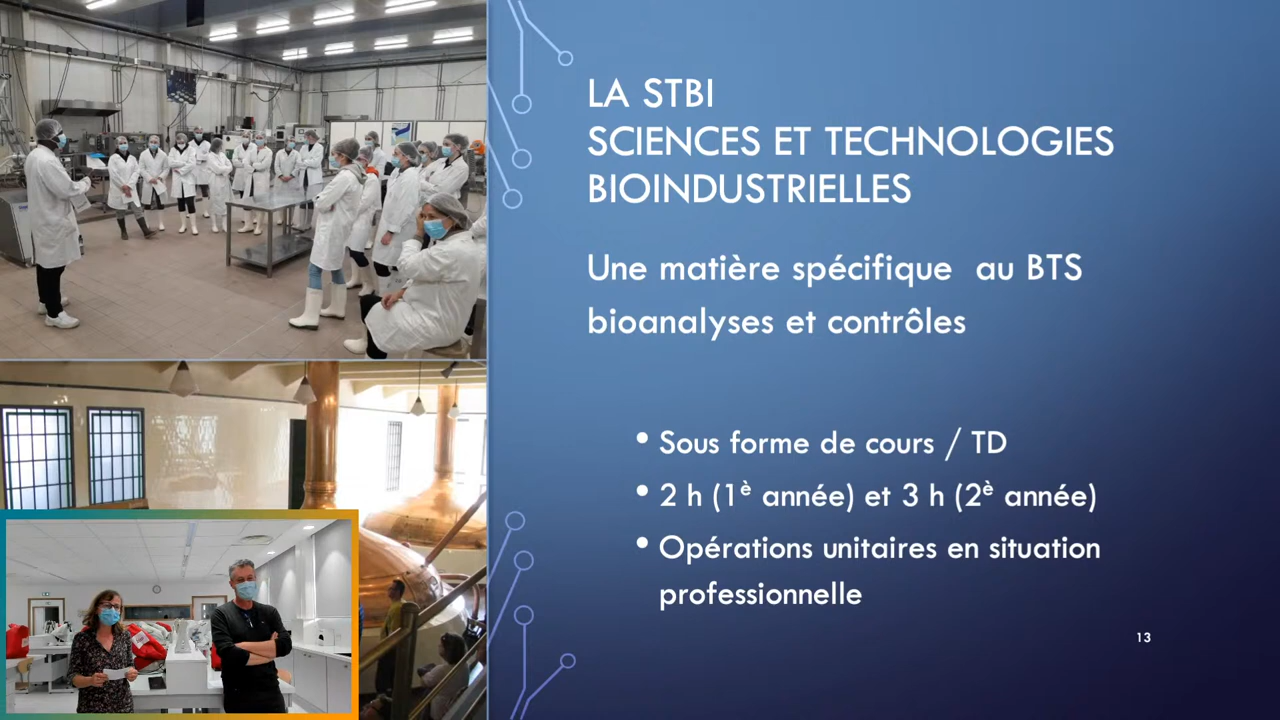 LA STBI
SCIENCES ET TECHNOLOGIES
BIOINDUSTRIELLES
Une matière spécifique au BTS
bioanalyses et contrôles
• Sous forme de cours / TD
• 2 h (1è année) et 3 h (2è année)
• Opérations unitaires en situation
professionnelle
13